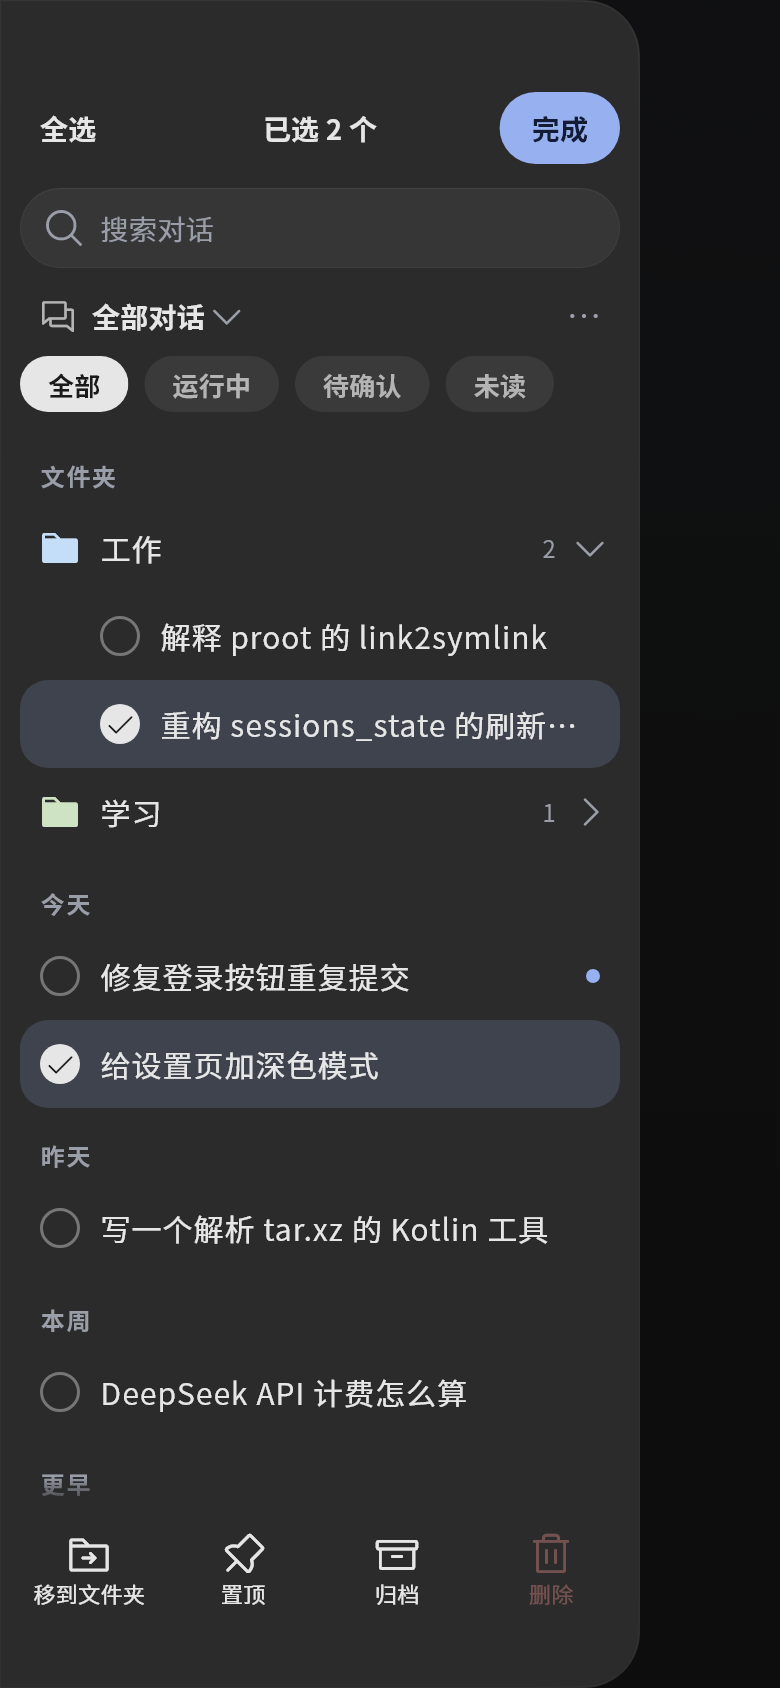 全选
已选 2 个
完成
搜索对话
全部对话
全部
运行中
待确认
未读
文件夹
工作
2
解释 proot 的 link2symlink
重构 sessions_state 的刷新…
学习
1
今天
修复登录按钮重复提交
给设置页加深色模式
昨天
写一个解析 tar.xz 的 Kotlin 工具
本周
DeepSeek API 计费怎么算
更早
移到文件夹
置顶
归档
删除